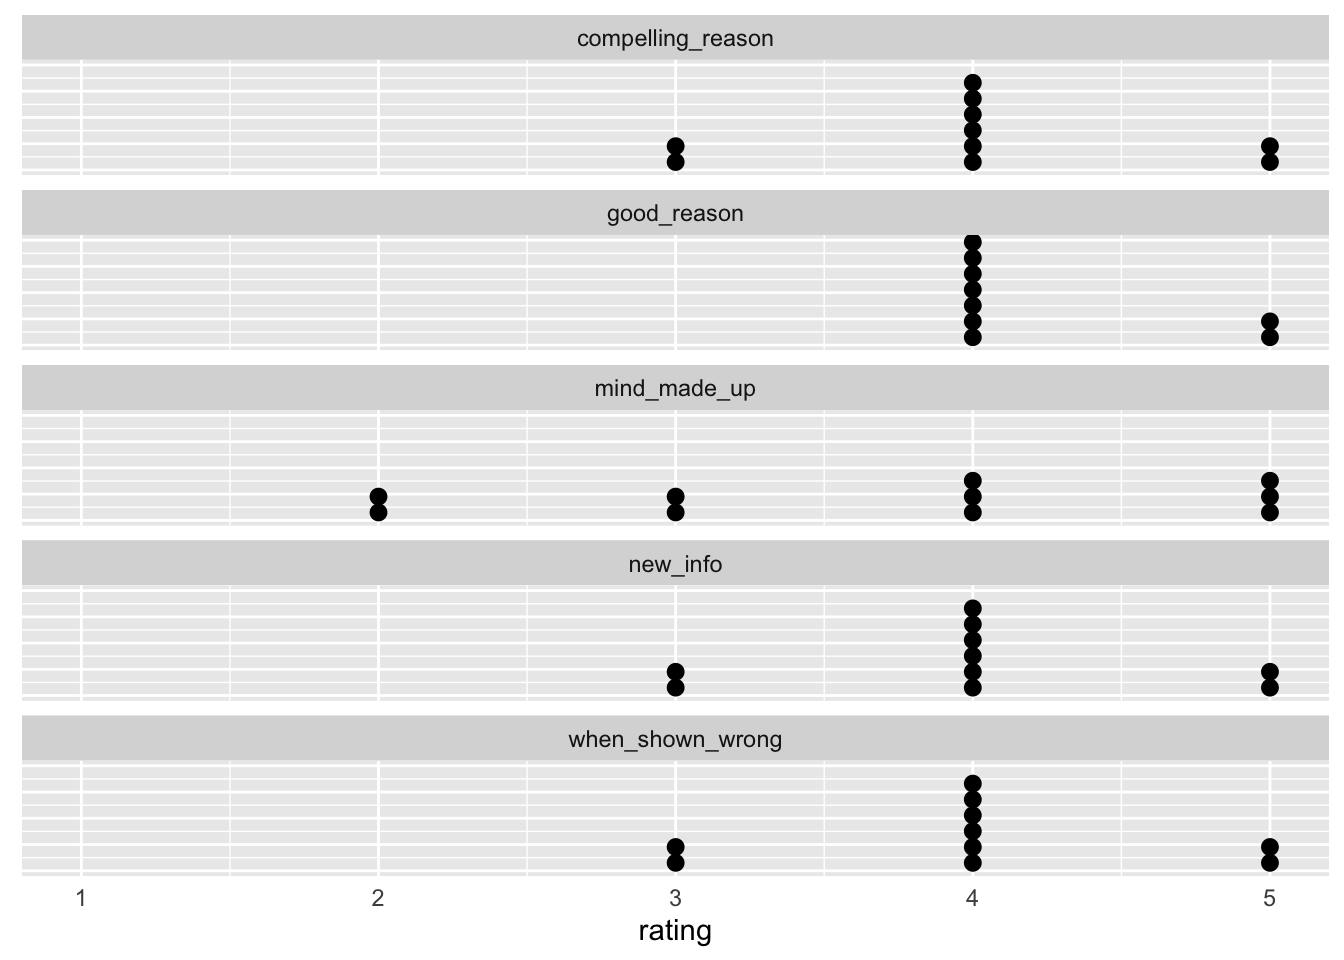 compelling_reason
good_reason
mind_made_up
new_info
when_shown_wrong
1 2 3 4 5
rating